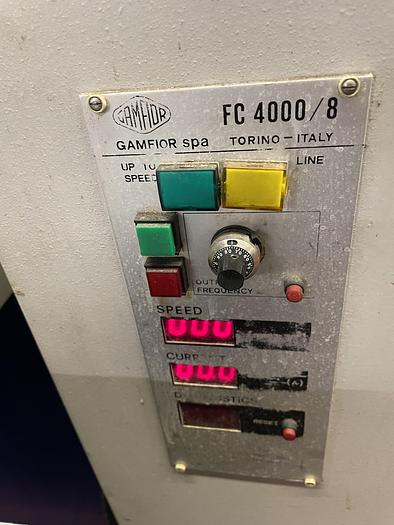 GAMFIOR
FC 4000/8
GAMFIOR spa TORINO - ITALY
UP TO
SPEED
LINE
FREQUENCY
SPEED
000
000
(A)
RESET